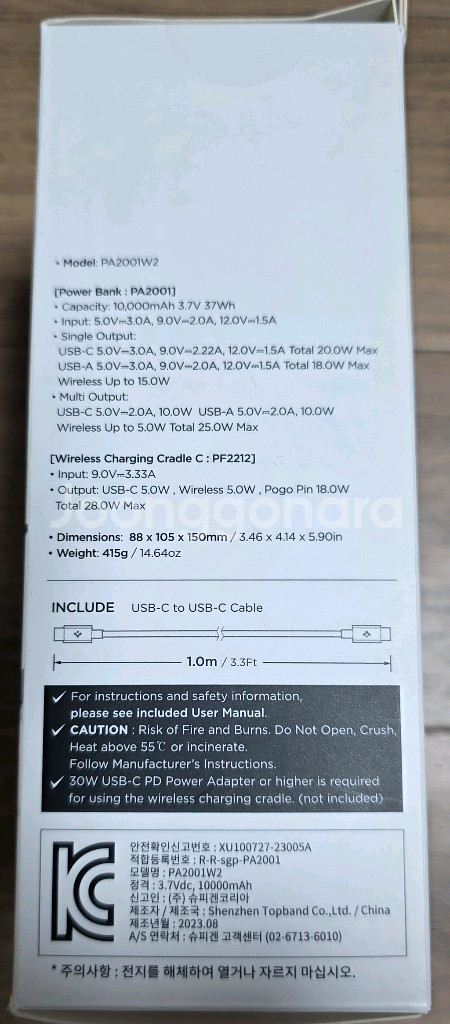 • Model: PA2001W2
[Power Bank : PA2001]
• Capacity: 10,000mAh 3.7V 37Wh
• Input: 5.0V⎓3.0A, 9.0V⎓2.0A, 12.0V⎓1.5A
• Single Output:
USB-C 5.0V⎓3.0A, 9.0V⎓2.22A, 12.0V⎓1.5A Total 20.0W Max
USB-A 5.0V⎓3.0A, 9.0V⎓2.0A, 12.0V⎓1.5A Total 18.0W Max
Wireless Up to 15.0W
• Multi Output:
USB-C 5.0V⎓2.0A, 10.0W USB-A 5.0V⎓2.0A, 10.0W
Wireless Up to 5.0W Total 25.0W Max
[Wireless Charging Cradle C : PF2212]
• Input: 9.0V⎓3.33A
• Output: USB-C 5.0W , Wireless 5.0W , Pogo Pin 18.0W
Total 28.0W Max
Joonggonara
• Dimensions: 88 x 105 x 150mm / 3.46 x 4.14 x 5.90in
• Weight: 415g / 14.64oz
INCLUDE USB-C to USB-C Cable
1.0m / 3.3Ft
✓ For instructions and safety information,
please see included User Manual.
✓ CAUTION : Risk of Fire and Burns. Do Not Open, Crush,
Heat above 55℃ or incinerate.
Follow Manufacturer's Instructions.
✓ 30W USB-C PD Power Adapter or higher is required
for using the wireless charging cradle. (not included)
안전확인신고번호 : XU100727-23005A
적합등록번호 : R-R-sgp-PA2001
모델명 : PA2001W2
정격 : 3.7Vdc, 10000mAh
신고인 : (주) 슈피겐코리아
제조자 / 제조국 : Shenzhen Topband Co.,Ltd. / China
제조년월 : 2023.08
A/S 연락처 : 슈피겐 고객센터 (02-6713-6010)
* 주의사항 : 전지를 해체하여 열거나 자르지 마십시오.